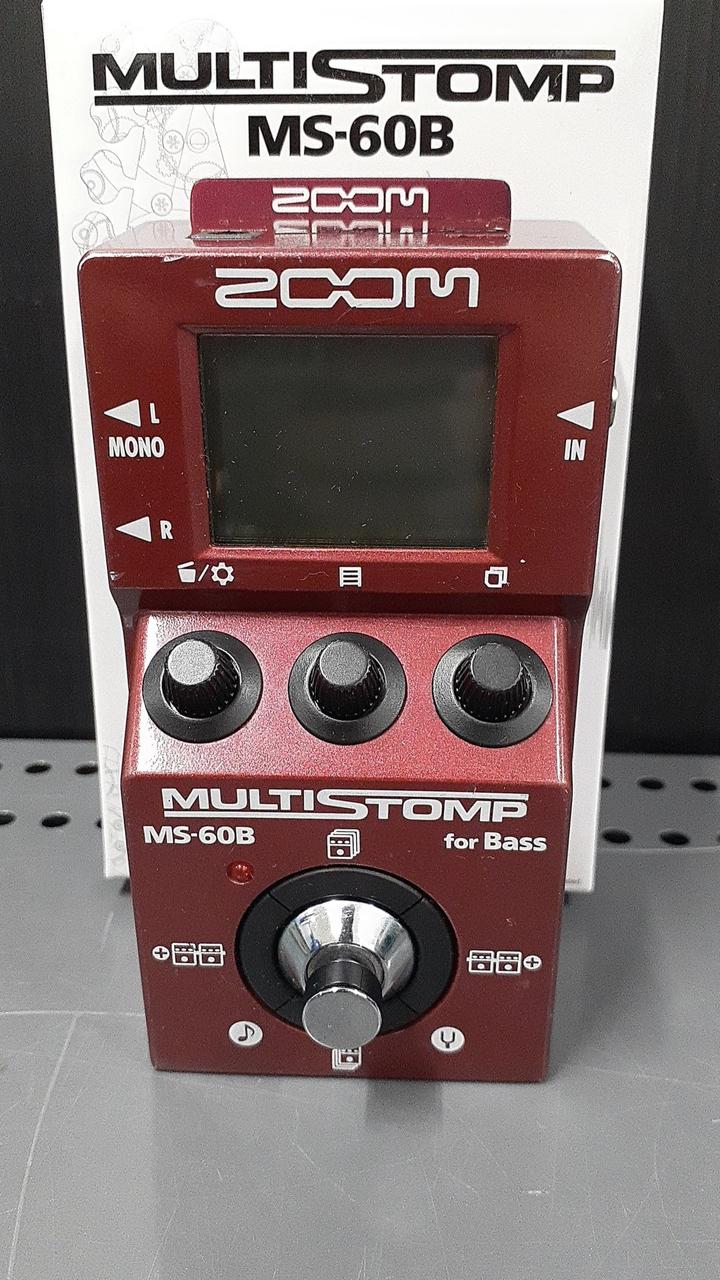 MULTISTOMP
MS-60B
ZOOM
ZOOM
L
MONO
IN
R
MULTISTOMP
MS-60B
for Bass